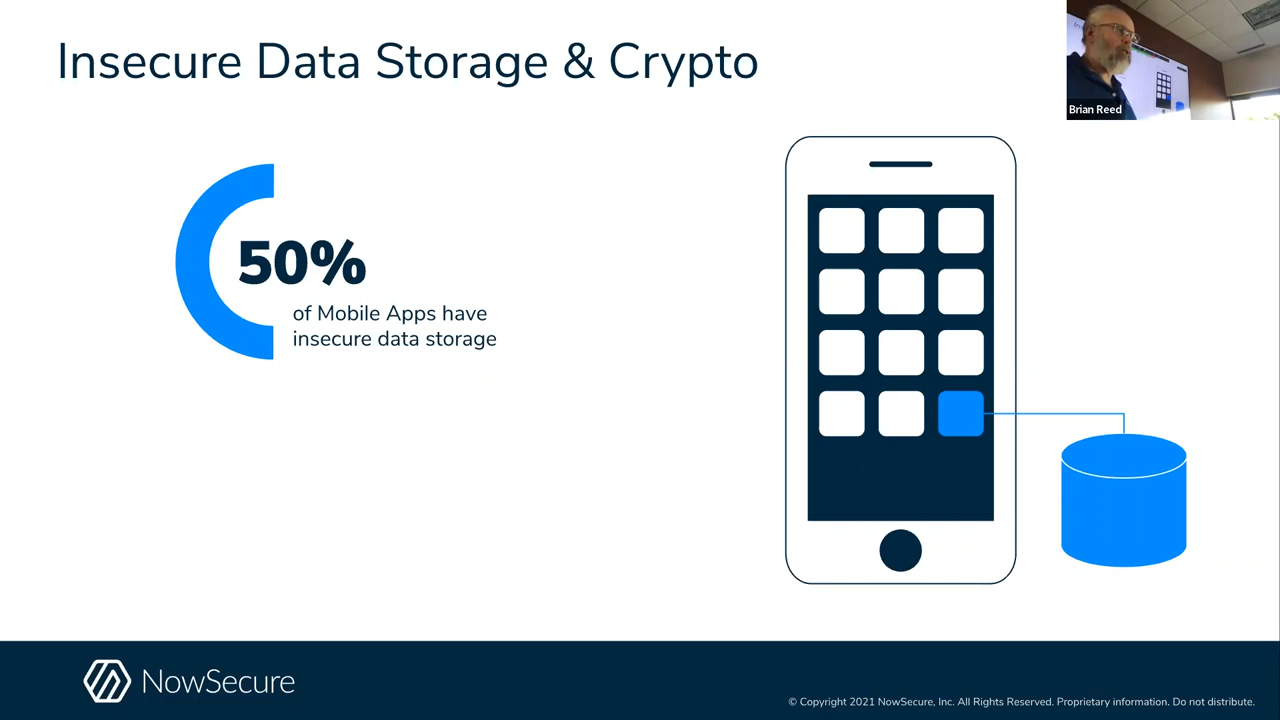 Insecure Data Storage & Crypto
Brian Reed
50%
of Mobile Apps have
insecure data storage
NowSecure
© Copyright 2021 NowSecure, Inc. All Rights Reserved. Proprietary information. Do not distribute.